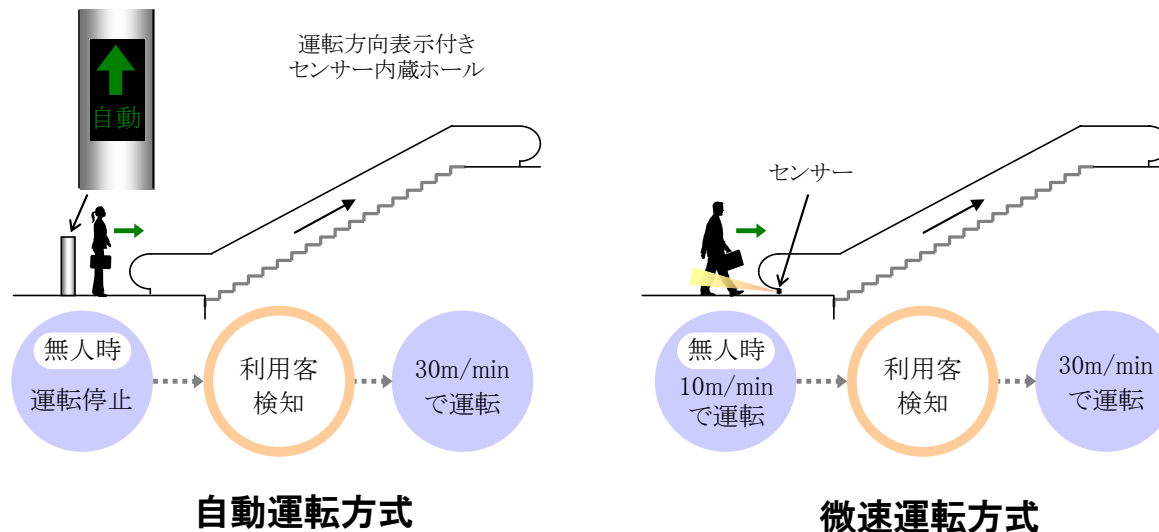 自動
運転方向表示付き
センサー内蔵ホール
無人時
運転停止
利用客
検知
30m/min
で運転
自動運転方式
センサー
無人時
10m/min
で運転
利用客
検知
30m/min
で運転
微速運転方式